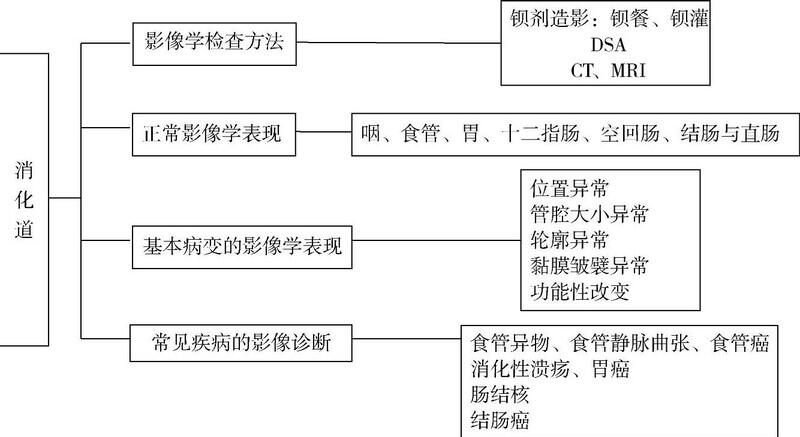 消化道
影像学检查方法
钡剂造影：钡餐、钡灌
DSA
CT、MRI
正常影像学表现
咽、食管、胃、十二指肠、空回肠、结肠与直肠
基本病变的影像学表现
位置异常
管腔大小异常
轮廓异常
黏膜皱襞异常
功能性改变
常见疾病的影像诊断
食管异物、食管静脉曲张、食管癌
消化性溃疡、胃癌
肠结核
结肠癌